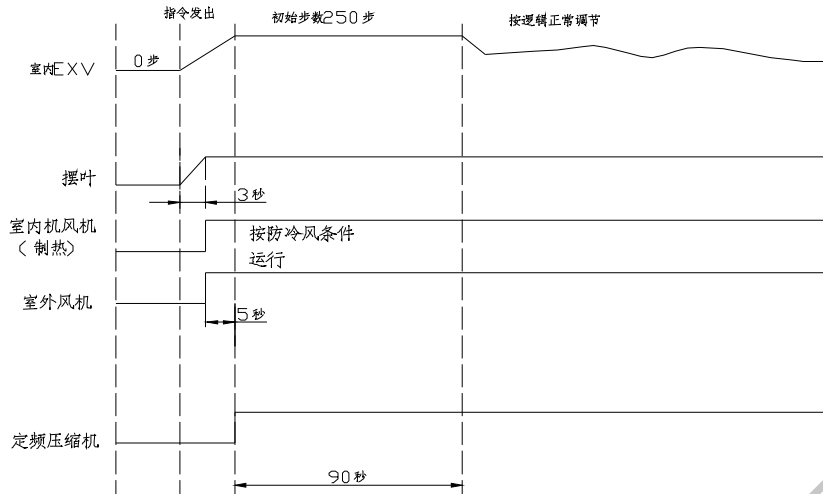 指令发出
初始步数250步
按逻辑正常调节
室内EXV
0步
摆叶
3秒
室内机风机
(制热)
按防冷风条件
运行
室外风机
5秒
定频压缩机
90秒